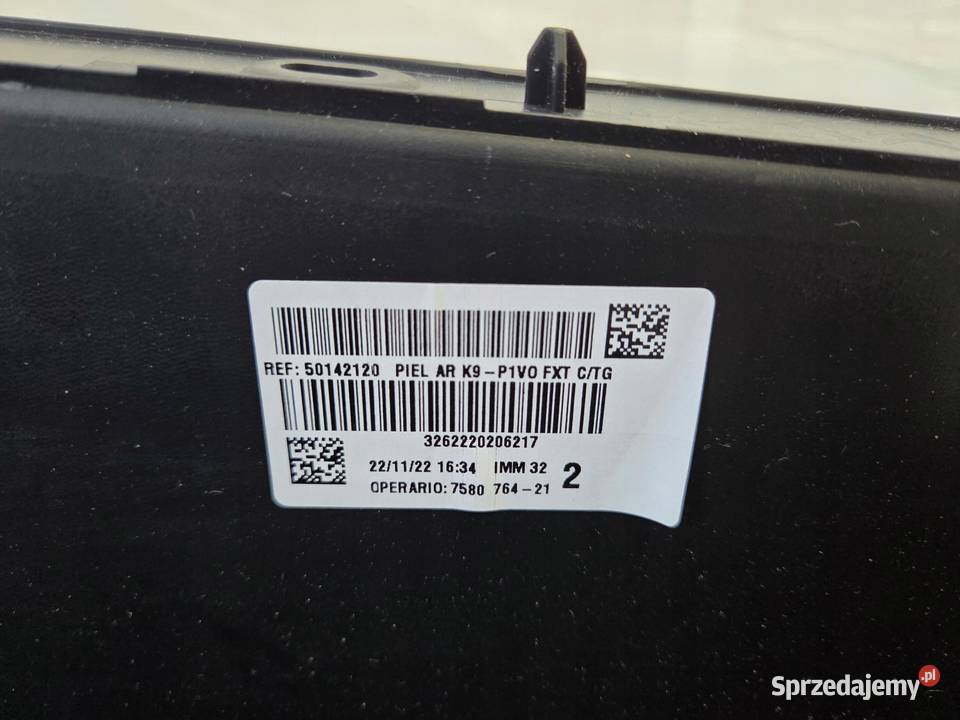 REF: 50142120 PIEL AR K9-P1VO FXT C/TG
3262220206217
22/11/22 16:34 IMM 32 2
OPERARIO: 7580 764-21
Sprzedajemy.pl